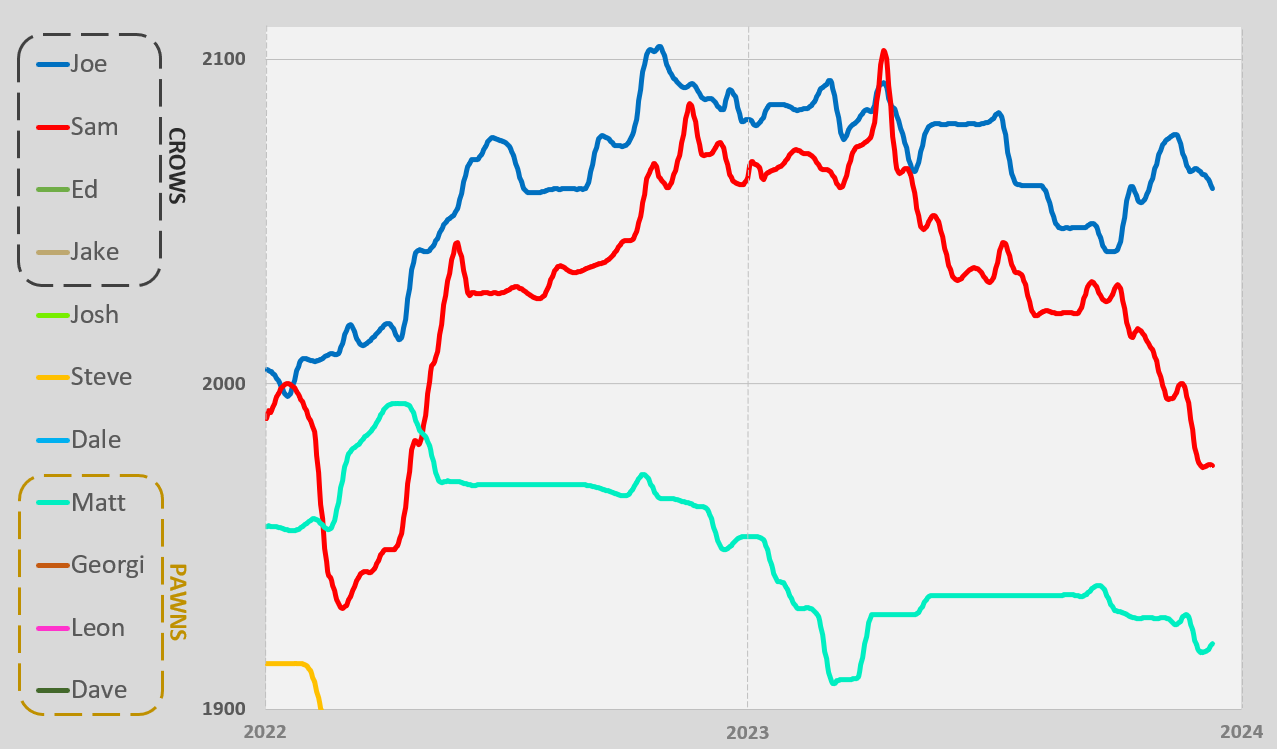 Joe
Sam
Ed
Jake
CROWS
Josh
Steve
Dale
Matt
Georgi
Leon
Dave
PAWNS
2100
2000
1900
2022
2023
2024